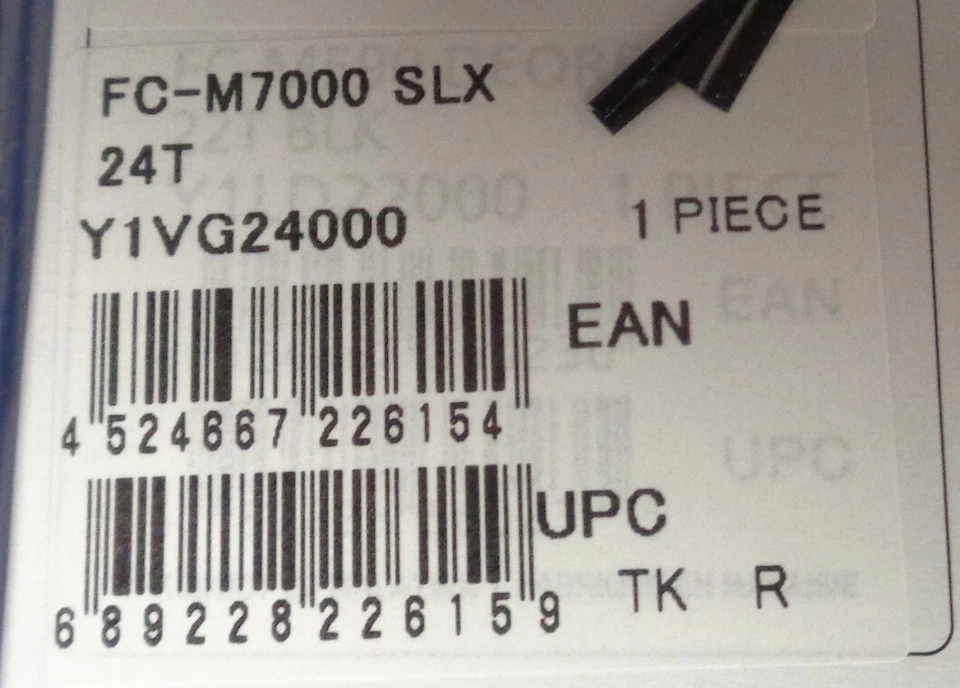 FC-M7000 SLX
24T
Y1VG24000 1 PIECE
EAN
4 524667 226154
UPC
6 89228 22615 9
TK R